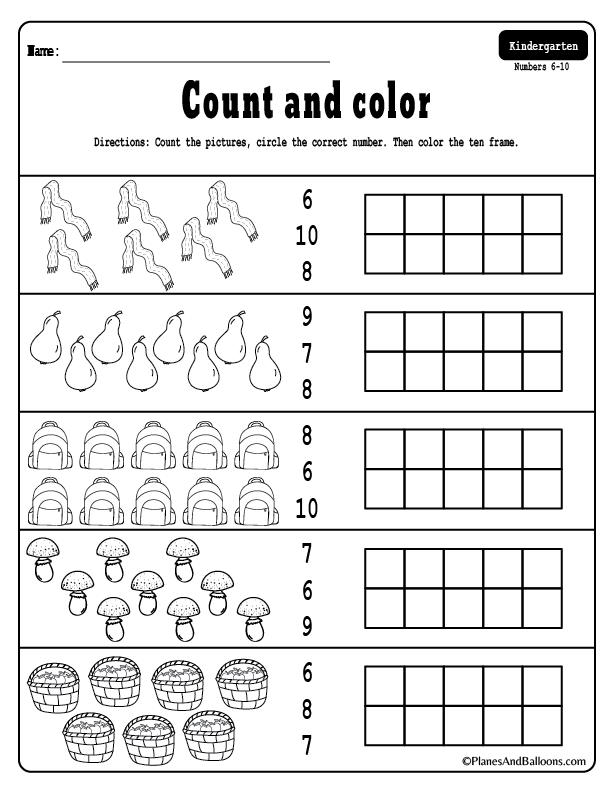 Name:
Kindergarten
Numbers 6-10
Count and color
Directions: Count the pictures, circle the correct number. Then color the ten frame.
6
10
8
9
7
8
8
6
10
7
6
9
6
8
7
©PlanesAndBalloons.com